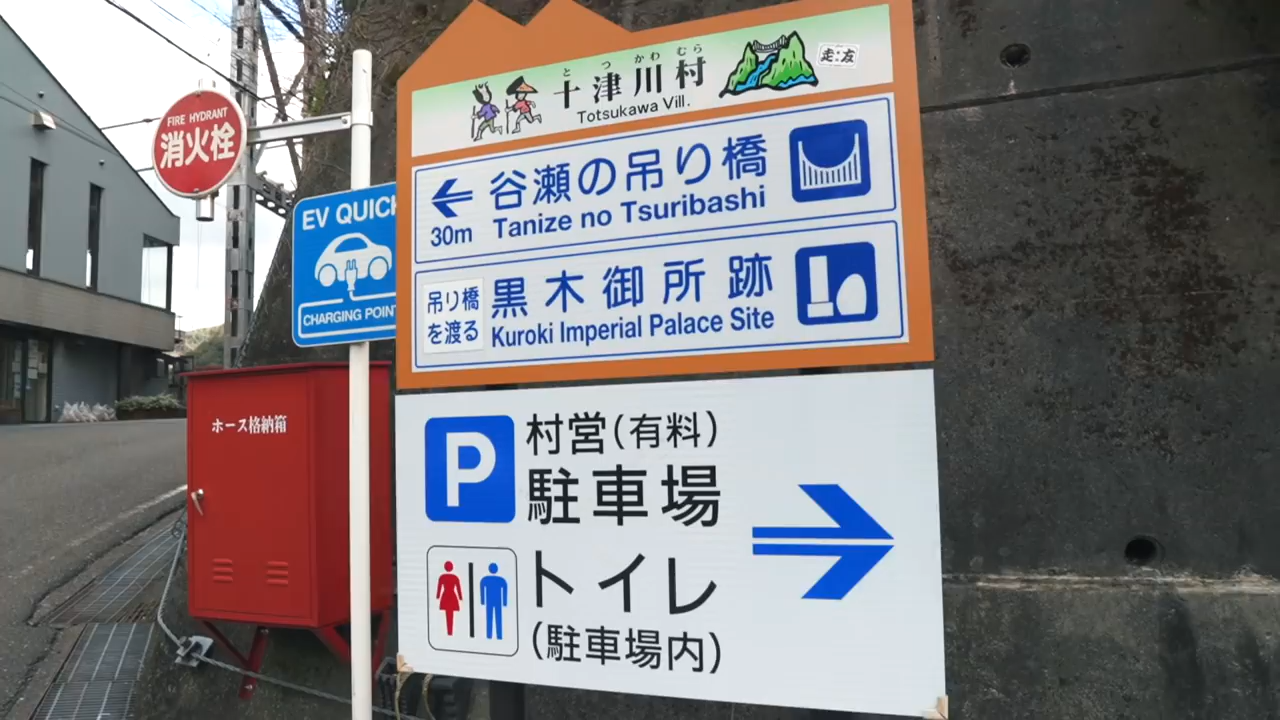 FIRE HYDRANT
消火栓
EV QUICK
CHARGING POINT
ホース格納箱
とつかわむら
十津川村
Totsukawa Vill.
谷瀬の吊り橋
30m
Tanize no Tsuribashi
吊り橋
を渡る
黒木御所跡
Kuroki Imperial Palace Site
P
村営(有料)
駐車場
トイレ
(駐車場内)